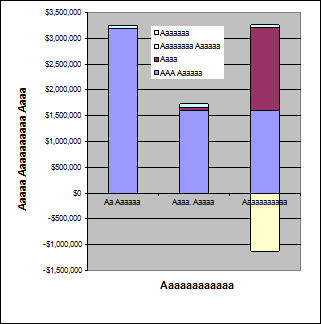 $3,500,000
$3,000,000
$2,500,000
$2,000,000
$1,500,000
$1,000,000
$500,000
$0
-$500,000
-$1,000,000
-$1,500,000
Aaaaa Aaaaaaaaaa Aaaa
Aaaaaaa
Aaaaaaaa Aaaaaa
Aaaa
AAA Aaaaaa
Aa Aaaaaa
Aaaa. Aaaaa
Aaaaaaaaaaa
Aaaaaaaaaaaaa